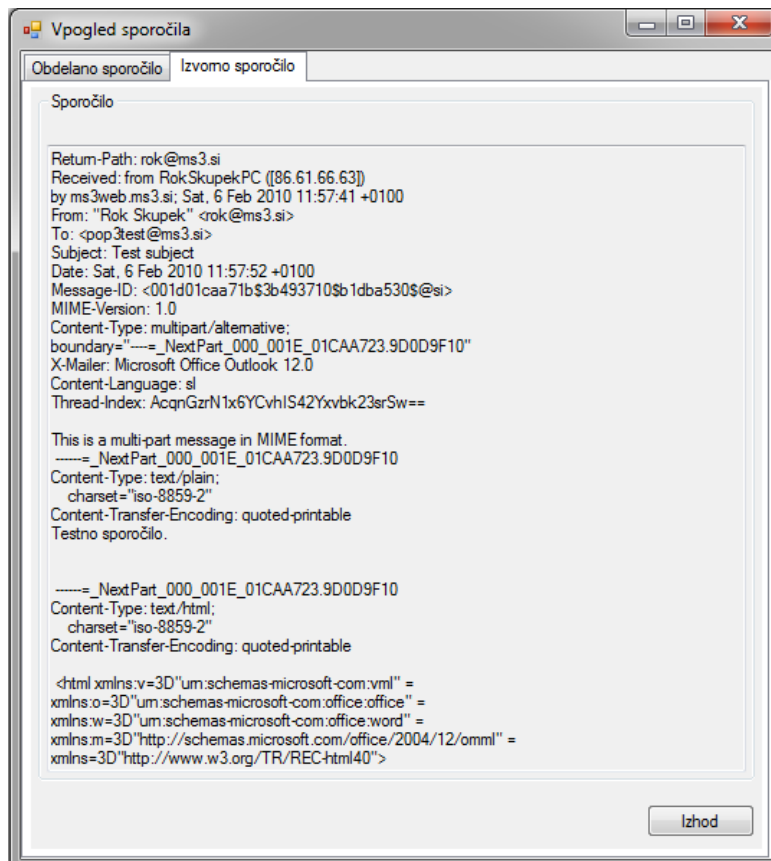 Vpogled sporočila
Obdelano sporočilo Izvorno sporočilo
Sporočilo
Return-Path: rok@ms3.si
Received: from RokSkupekPC ([86.61.66.63])
by ms3web.ms3.si; Sat, 6 Feb 2010 11:57:41 +0100
From: "Rok Skupek" <rok@ms3.si>
To: <pop3test@ms3.si>
Subject: Test subject
Date: Sat, 6 Feb 2010 11:57:52 +0100
Message-ID: <001d01caa71b$3b493710$b1dba530$@si>
MIME-Version: 1.0
Content-Type: multipart/alternative;
boundary="----=_NextPart_000_001E_01CAA723.9D0D9F10"
X-Mailer: Microsoft Office Outlook 12.0
Content-Language: sl
Thread-Index: AcqnGzrN1x6YCvhIS42Yxvbk23srSw==
This is a multi-part message in MIME format.
------=_NextPart_000_001E_01CAA723.9D0D9F10
Content-Type: text/plain;
charset="iso-8859-2"
Content-Transfer-Encoding: quoted-printable
Testno sporočilo.
------=_NextPart_000_001E_01CAA723.9D0D9F10
Content-Type: text/html;
charset="iso-8859-2"
Content-Transfer-Encoding: quoted-printable
<html xmlns:v=3D"urn:schemas-microsoft-com:vml" =
xmlns:o=3D"urn:schemas-microsoft-com:office:office" =
xmlns:w=3D"urn:schemas-microsoft-com:office:word" =
xmlns:m=3D"http://schemas.microsoft.com/office/2004/12/omml" =
xmlns=3D"http://www.w3.org/TR/REC-html40">
Izhod